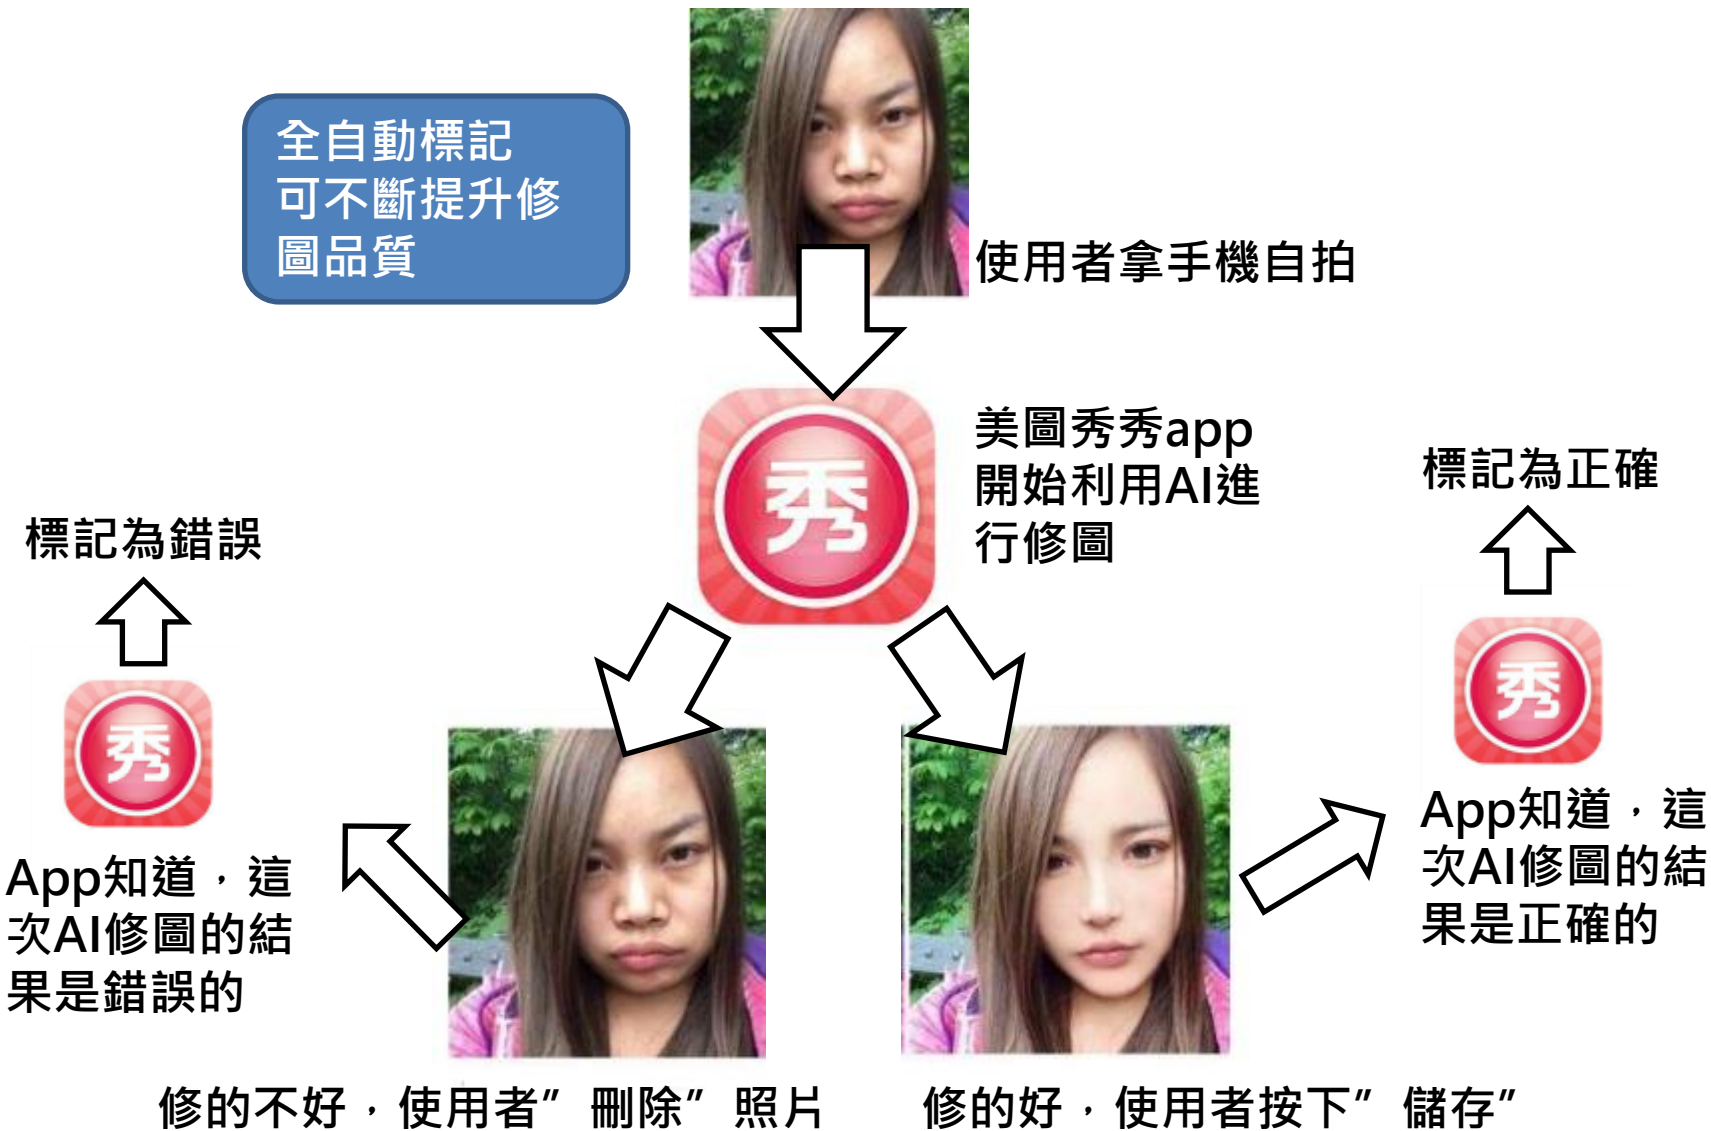 全自動標記
可不斷提升修
圖品質
使用者拿手機自拍
秀
美圖秀秀app
開始利用AI進
行修圖
標記為正確
標記為錯誤
秀
秀
App知道，這
次AI修圖的結
果是正確的
App知道，這
次AI修圖的結
果是錯誤的
修的不好，使用者”刪除”照片
修的好，使用者按下”儲存”